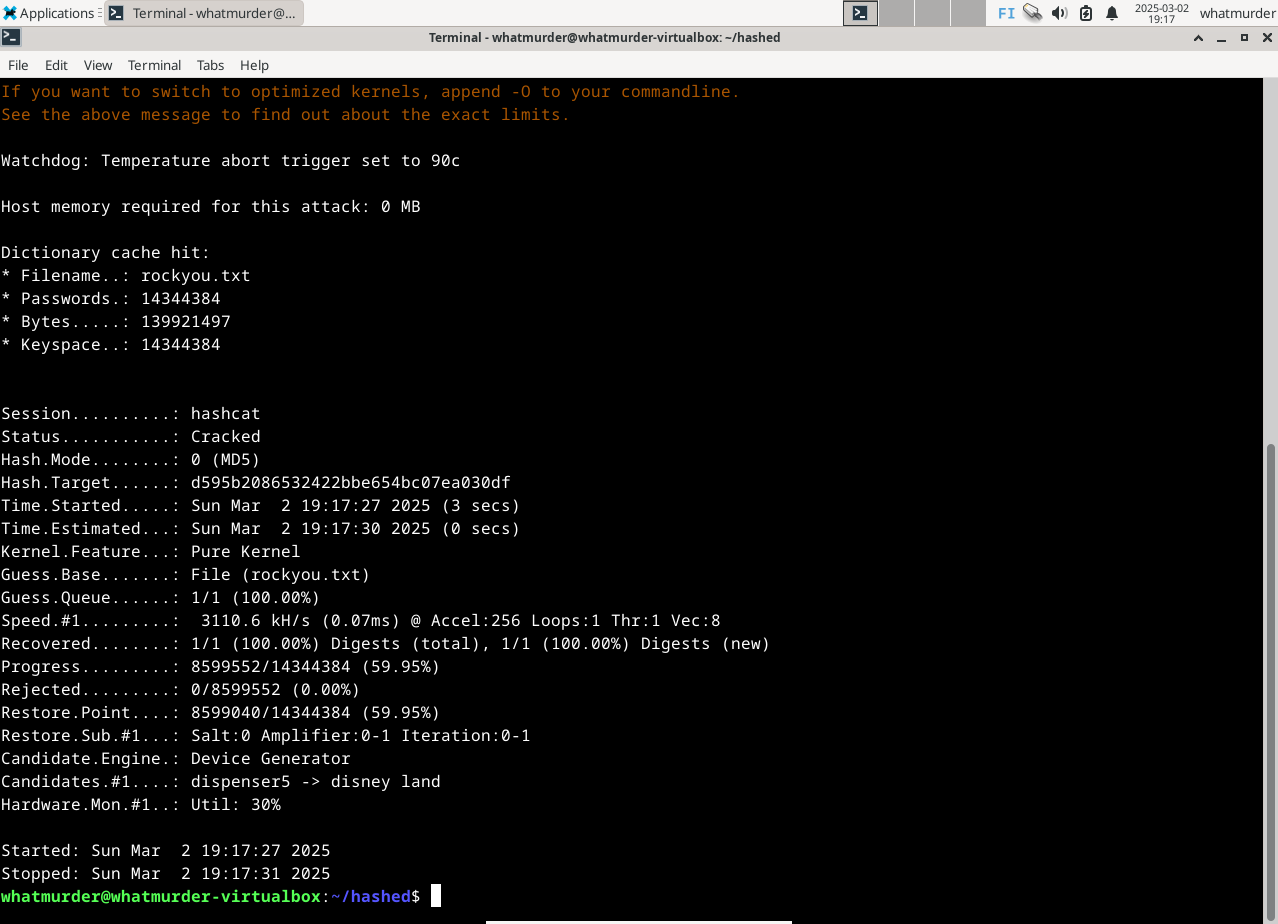 Applications Terminal - whatmurder@... FI 2025-03-02 19:17 whatmurder
Terminal - whatmurder@whatmurder-virtualbox: ~/hashed
File Edit View Terminal Tabs Help
If you want to switch to optimized kernels, append -O to your commandline.
See the above message to find out about the exact limits.
Watchdog: Temperature abort trigger set to 90c
Host memory required for this attack: 0 MB
Dictionary cache hit:
* Filename..: rockyou.txt
* Passwords.: 14344384
* Bytes.....: 139921497
* Keyspace..: 14344384
Session..........: hashcat
Status...........: Cracked
Hash.Mode........: 0 (MD5)
Hash.Target......: d595b2086532422bbe654bc07ea030df
Time.Started.....: Sun Mar  2 19:17:27 2025 (3 secs)
Time.Estimated...: Sun Mar  2 19:17:30 2025 (0 secs)
Kernel.Feature...: Pure Kernel
Guess.Base.......: File (rockyou.txt)
Guess.Queue......: 1/1 (100.00%)
Speed.#1.........:  3110.6 kH/s (0.07ms) @ Accel:256 Loops:1 Thr:1 Vec:8
Recovered........: 1/1 (100.00%) Digests (total), 1/1 (100.00%) Digests (new)
Progress.........: 8599552/14344384 (59.95%)
Rejected.........: 0/8599552 (0.00%)
Restore.Point....: 8599040/14344384 (59.95%)
Restore.Sub.#1...: Salt:0 Amplifier:0-1 Iteration:0-1
Candidate.Engine.: Device Generator
Candidates.#1....: dispenser5 -> disney land
Hardware.Mon.#1..: Util: 30%
Started: Sun Mar  2 19:17:27 2025
Stopped: Sun Mar  2 19:17:31 2025
whatmurder@whatmurder-virtualbox:~/hashed$